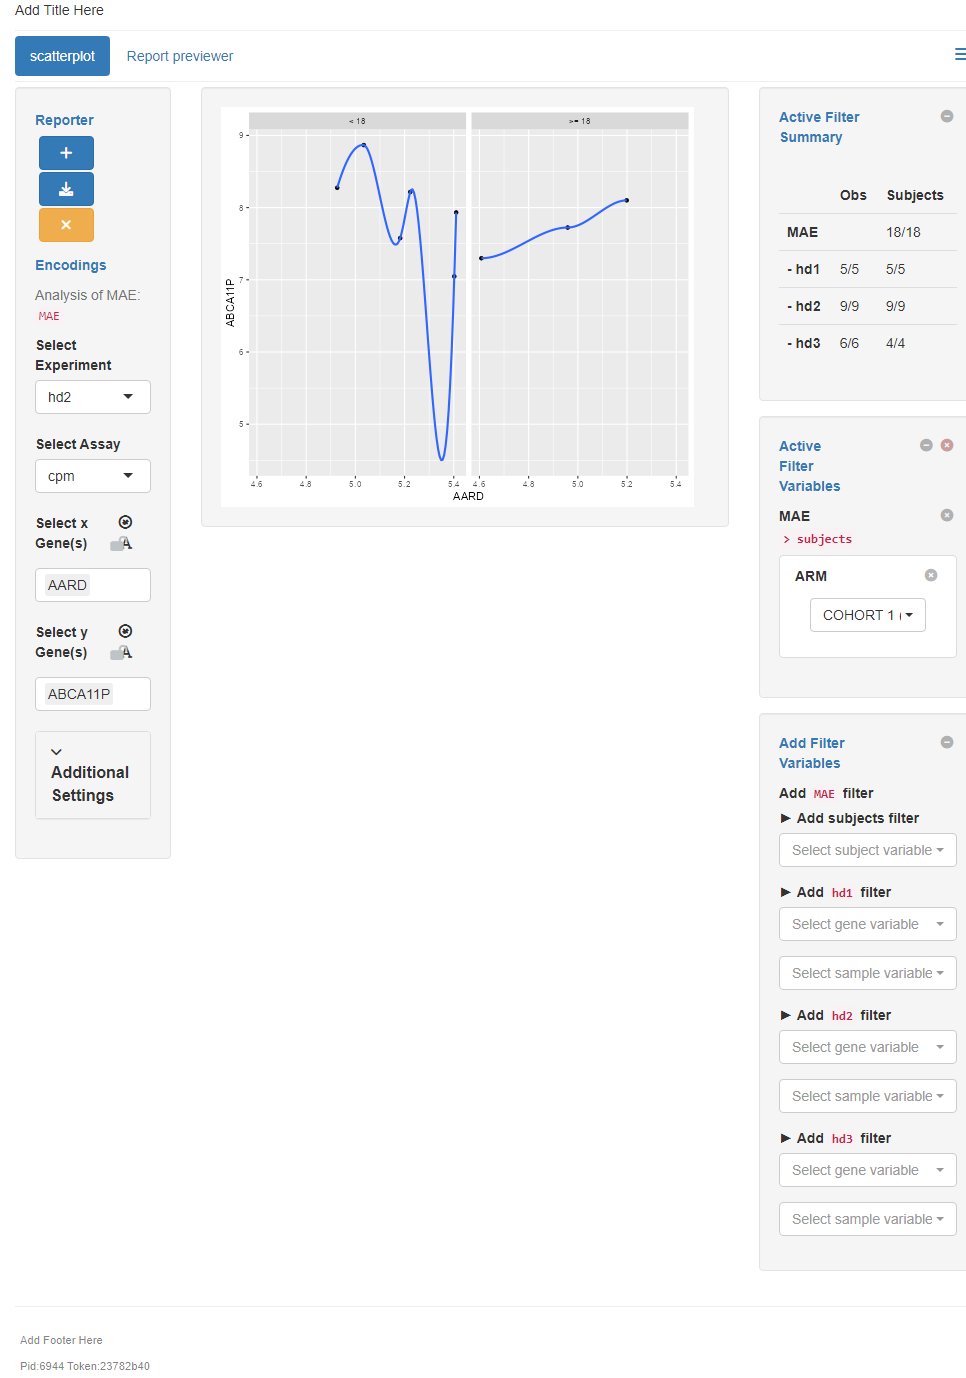 Add Title Here
scatterplot
Report previewer
Reporter
Encodings
Analysis of MAE:
MAE
Select
Experiment
hd2
Select Assay
cpm
Select x
Gene(s)
AARD
Select y
Gene(s)
ABCA11P
Additional
Settings
< 18
>= 18
9
8
7
6
5
ABCA11P
4.6 4.8 5.0 5.2 5.4 4.6 4.8 5.0 5.2 5.4
AARD
Active Filter
Summary
Obs Subjects
MAE 18/18
- hd1 5/5 5/5
- hd2 9/9 9/9
- hd3 6/6 4/4
Active
Filter
Variables
MAE
> subjects
ARM
COHORT 1
Add Filter
Variables
Add MAE filter
Add subjects filter
Select subject variable
Add hd1 filter
Select gene variable
Select sample variable
Add hd2 filter
Select gene variable
Select sample variable
Add hd3 filter
Select gene variable
Select sample variable
Add Footer Here
Pid:6944 Token:23782b40